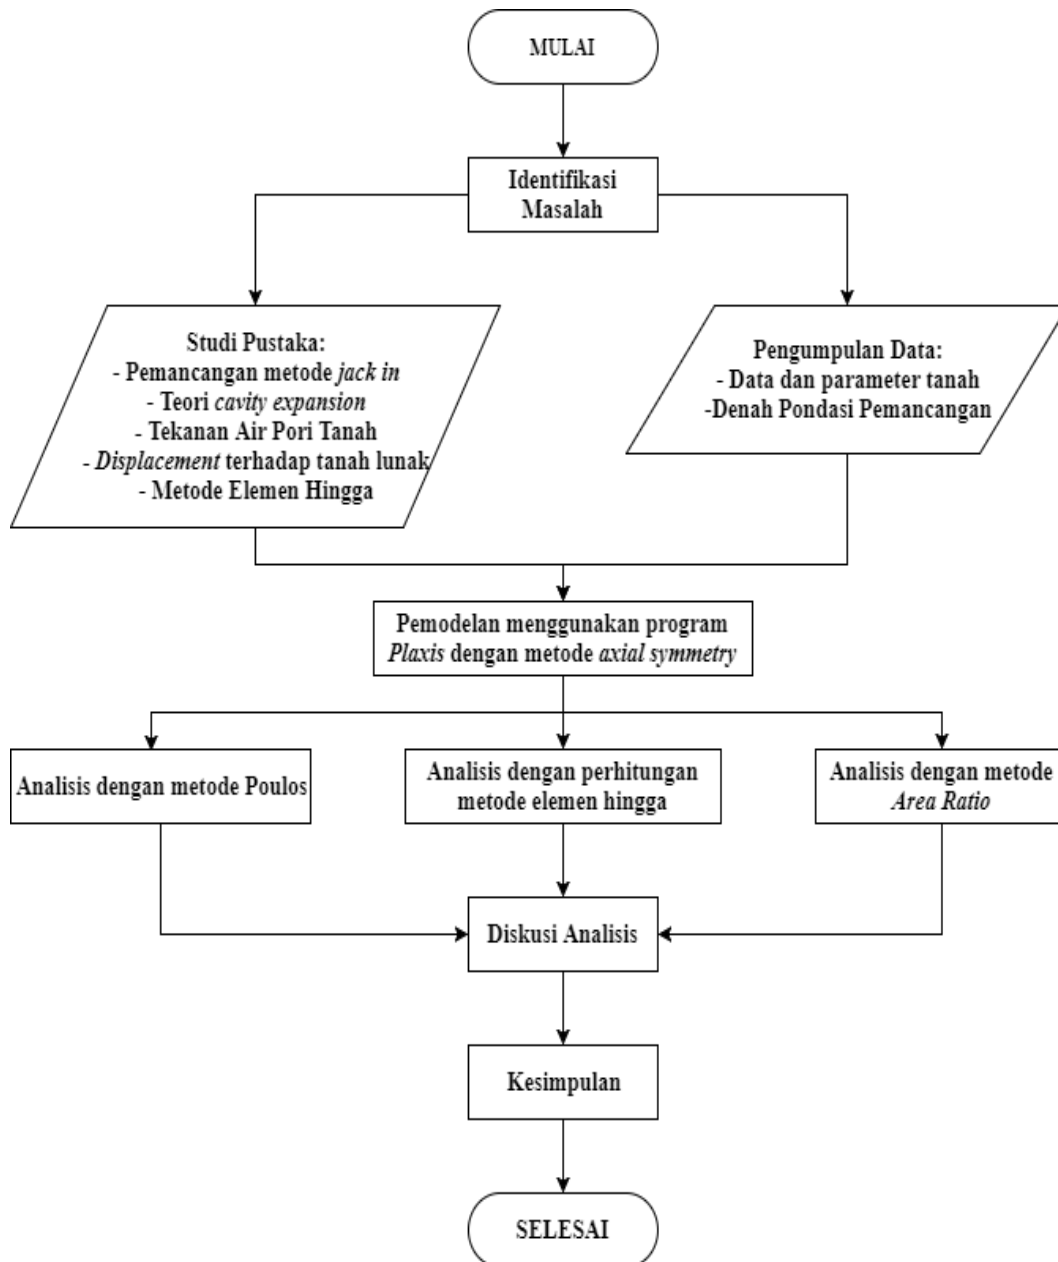 MULAI
Identifikasi
Masalah
Studi Pustaka:
- Pemancangan metode jack in
- Teori cavity expansion
- Tekanan Air Pori Tanah
- Displacement terhadap tanah lunak
- Metode Elemen Hingga
Pengumpulan Data:
- Data dan parameter tanah
-Denah Pondasi Pemancangan
Pemodelan menggunakan program
Plaxis dengan metode axial symmetry
Analisis dengan metode Poulos
Analisis dengan perhitungan
metode elemen hingga
Analisis dengan metode
Area Ratio
Diskusi Analisis
Kesimpulan
SELESAI